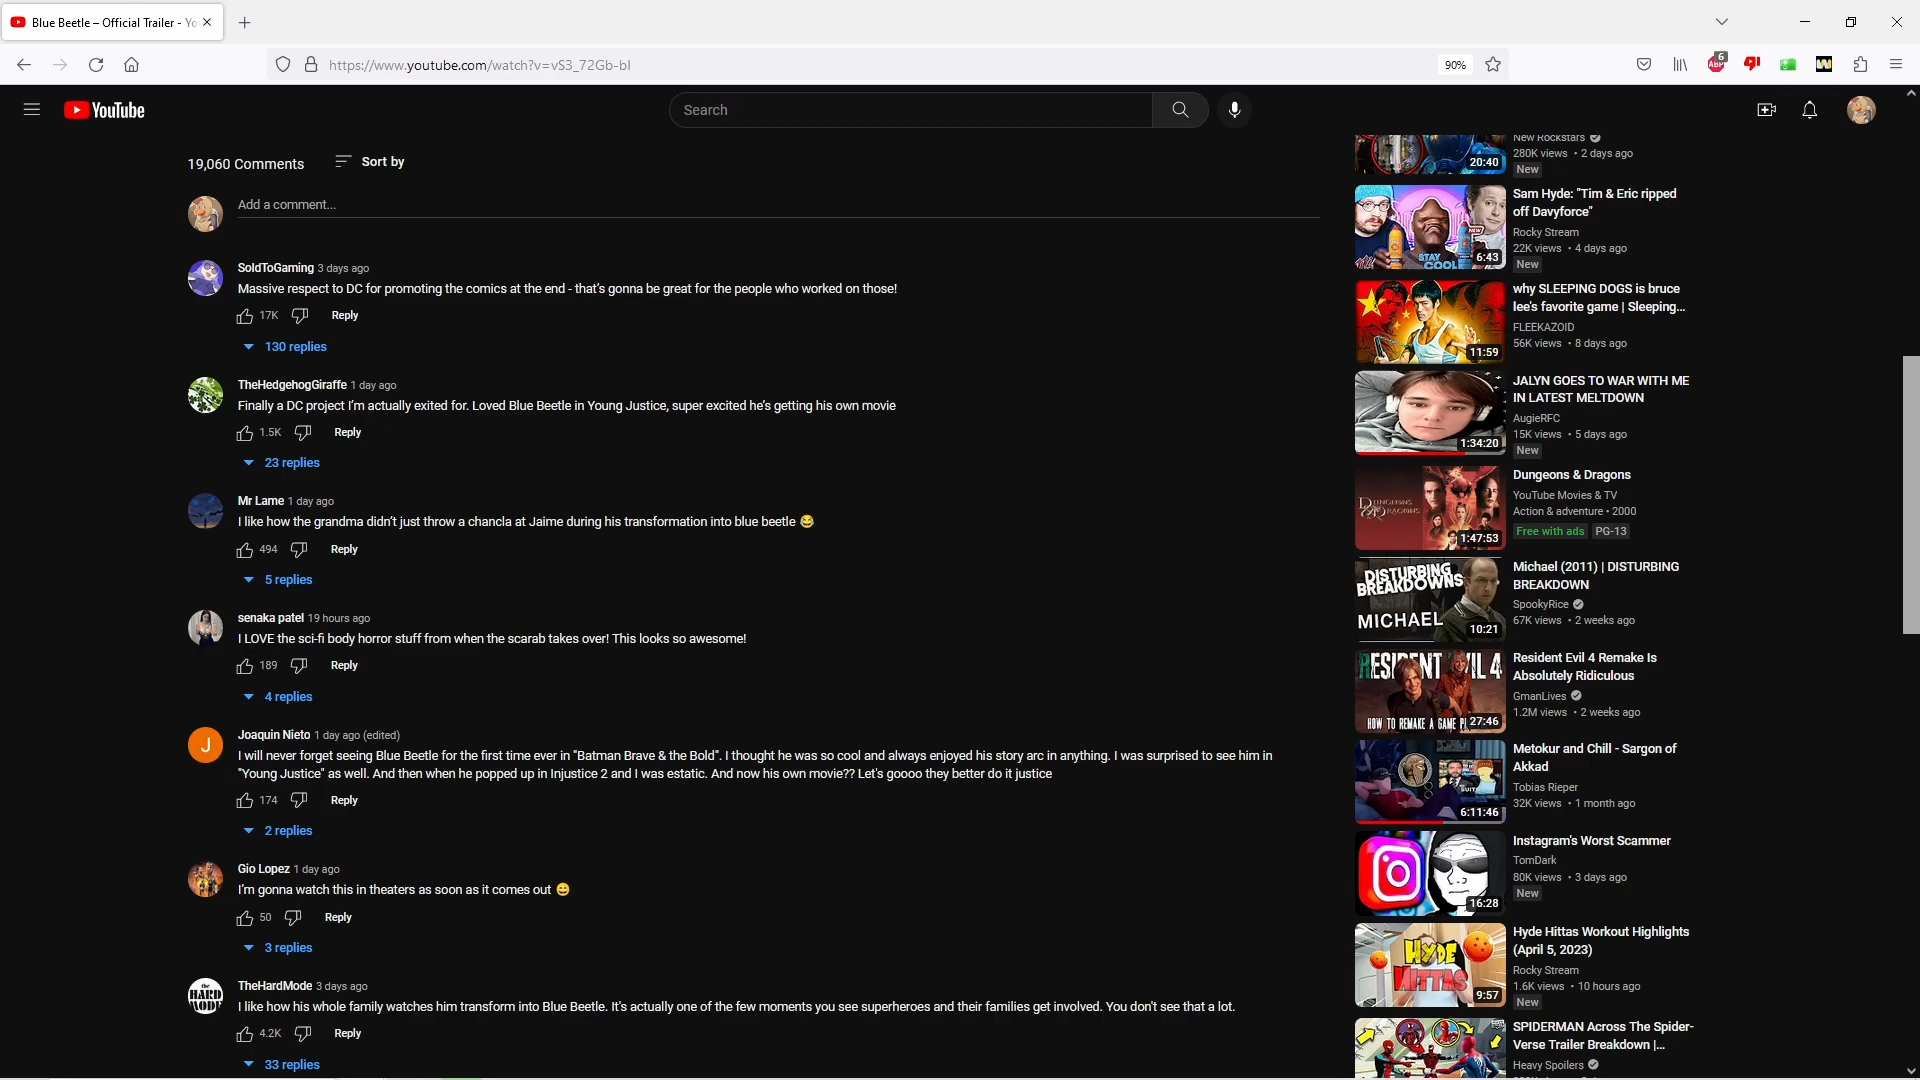 Blue Beetle – Official Trailer - Yo
https://www.youtube.com/watch?v=vS3_72Gb-bI
90%
ABP
6
YouTube
Search
19,060 Comments
Sort by
Add a comment...
SoldToGaming 3 days ago
Massive respect to DC for promoting the comics at the end - that's gonna be great for the people who worked on those!
17K
Reply
130 replies
TheHedgehogGiraffe 1 day ago
Finally a DC project I'm actually exited for. Loved Blue Beetle in Young Justice, super excited he's getting his own movie
1.5K
Reply
23 replies
Mr Lame 1 day ago
I like how the grandma didn't just throw a chancla at Jaime during his transformation into blue beetle 😂
494
Reply
5 replies
senaka patel 19 hours ago
I LOVE the sci-fi body horror stuff from when the scarab takes over! This looks so awesome!
189
Reply
4 replies
J
Joaquin Nieto 1 day ago (edited)
I will never forget seeing Blue Beetle for the first time ever in "Batman Brave & the Bold". I thought he was so cool and always enjoyed his story arc in anything. I was surprised to see him in
"Young Justice" as well. And then when he popped up in Injustice 2 and I was estatic. And now his own movie?? Let's goooo they better do it justice
174
Reply
2 replies
Gio Lopez 1 day ago
I'm gonna watch this in theaters as soon as it comes out 😄
50
Reply
3 replies
the
HARD
MODE
TheHardMode 3 days ago
I like how his whole family watches him transform into Blue Beetle. It's actually one of the few moments you see superheroes and their families get involved. You don't see that a lot.
4.2K
Reply
33 replies
20:40
New Rockstars
280K views • 2 days ago
New
STAY
COOL
6:43
Sam Hyde: "Tim & Eric ripped
off Davyforce"
Rocky Stream
22K views • 4 days ago
New
11:59
why SLEEPING DOGS is bruce
lee's favorite game | Sleeping...
FLEEKAZOID
56K views • 8 days ago
1:34:20
JALYN GOES TO WAR WITH ME
IN LATEST MELTDOWN
AugieRFC
15K views • 5 days ago
New
DUNGEONS
& DRAGONS
1:47:53
Dungeons & Dragons
YouTube Movies & TV
Action & adventure • 2000
Free with ads PG-13
DISTURBING
BREAKDOWNS
MICHAEL
10:21
Michael (2011) | DISTURBING
BREAKDOWN
SpookyRice
67K views • 2 weeks ago
RESIDENT EVIL 4
HOW TO REMAKE A GAME
27:46
Resident Evil 4 Remake Is
Absolutely Ridiculous
GmanLives
1.2M views • 2 weeks ago
6:11:46
Metokur and Chill - Sargon of
Akkad
Tobias Rieper
32K views • 1 month ago
16:28
Instagram's Worst Scammer
TomDark
80K views • 3 days ago
New
HYDE
HITTAS
9:57
Hyde Hittas Workout Highlights
(April 5, 2023)
Rocky Stream
1.6K views • 10 hours ago
New
SPIDERMAN Across The Spider-
Verse Trailer Breakdown |...
Heavy Spoilers